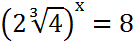 (2∛4)ˣ = 8